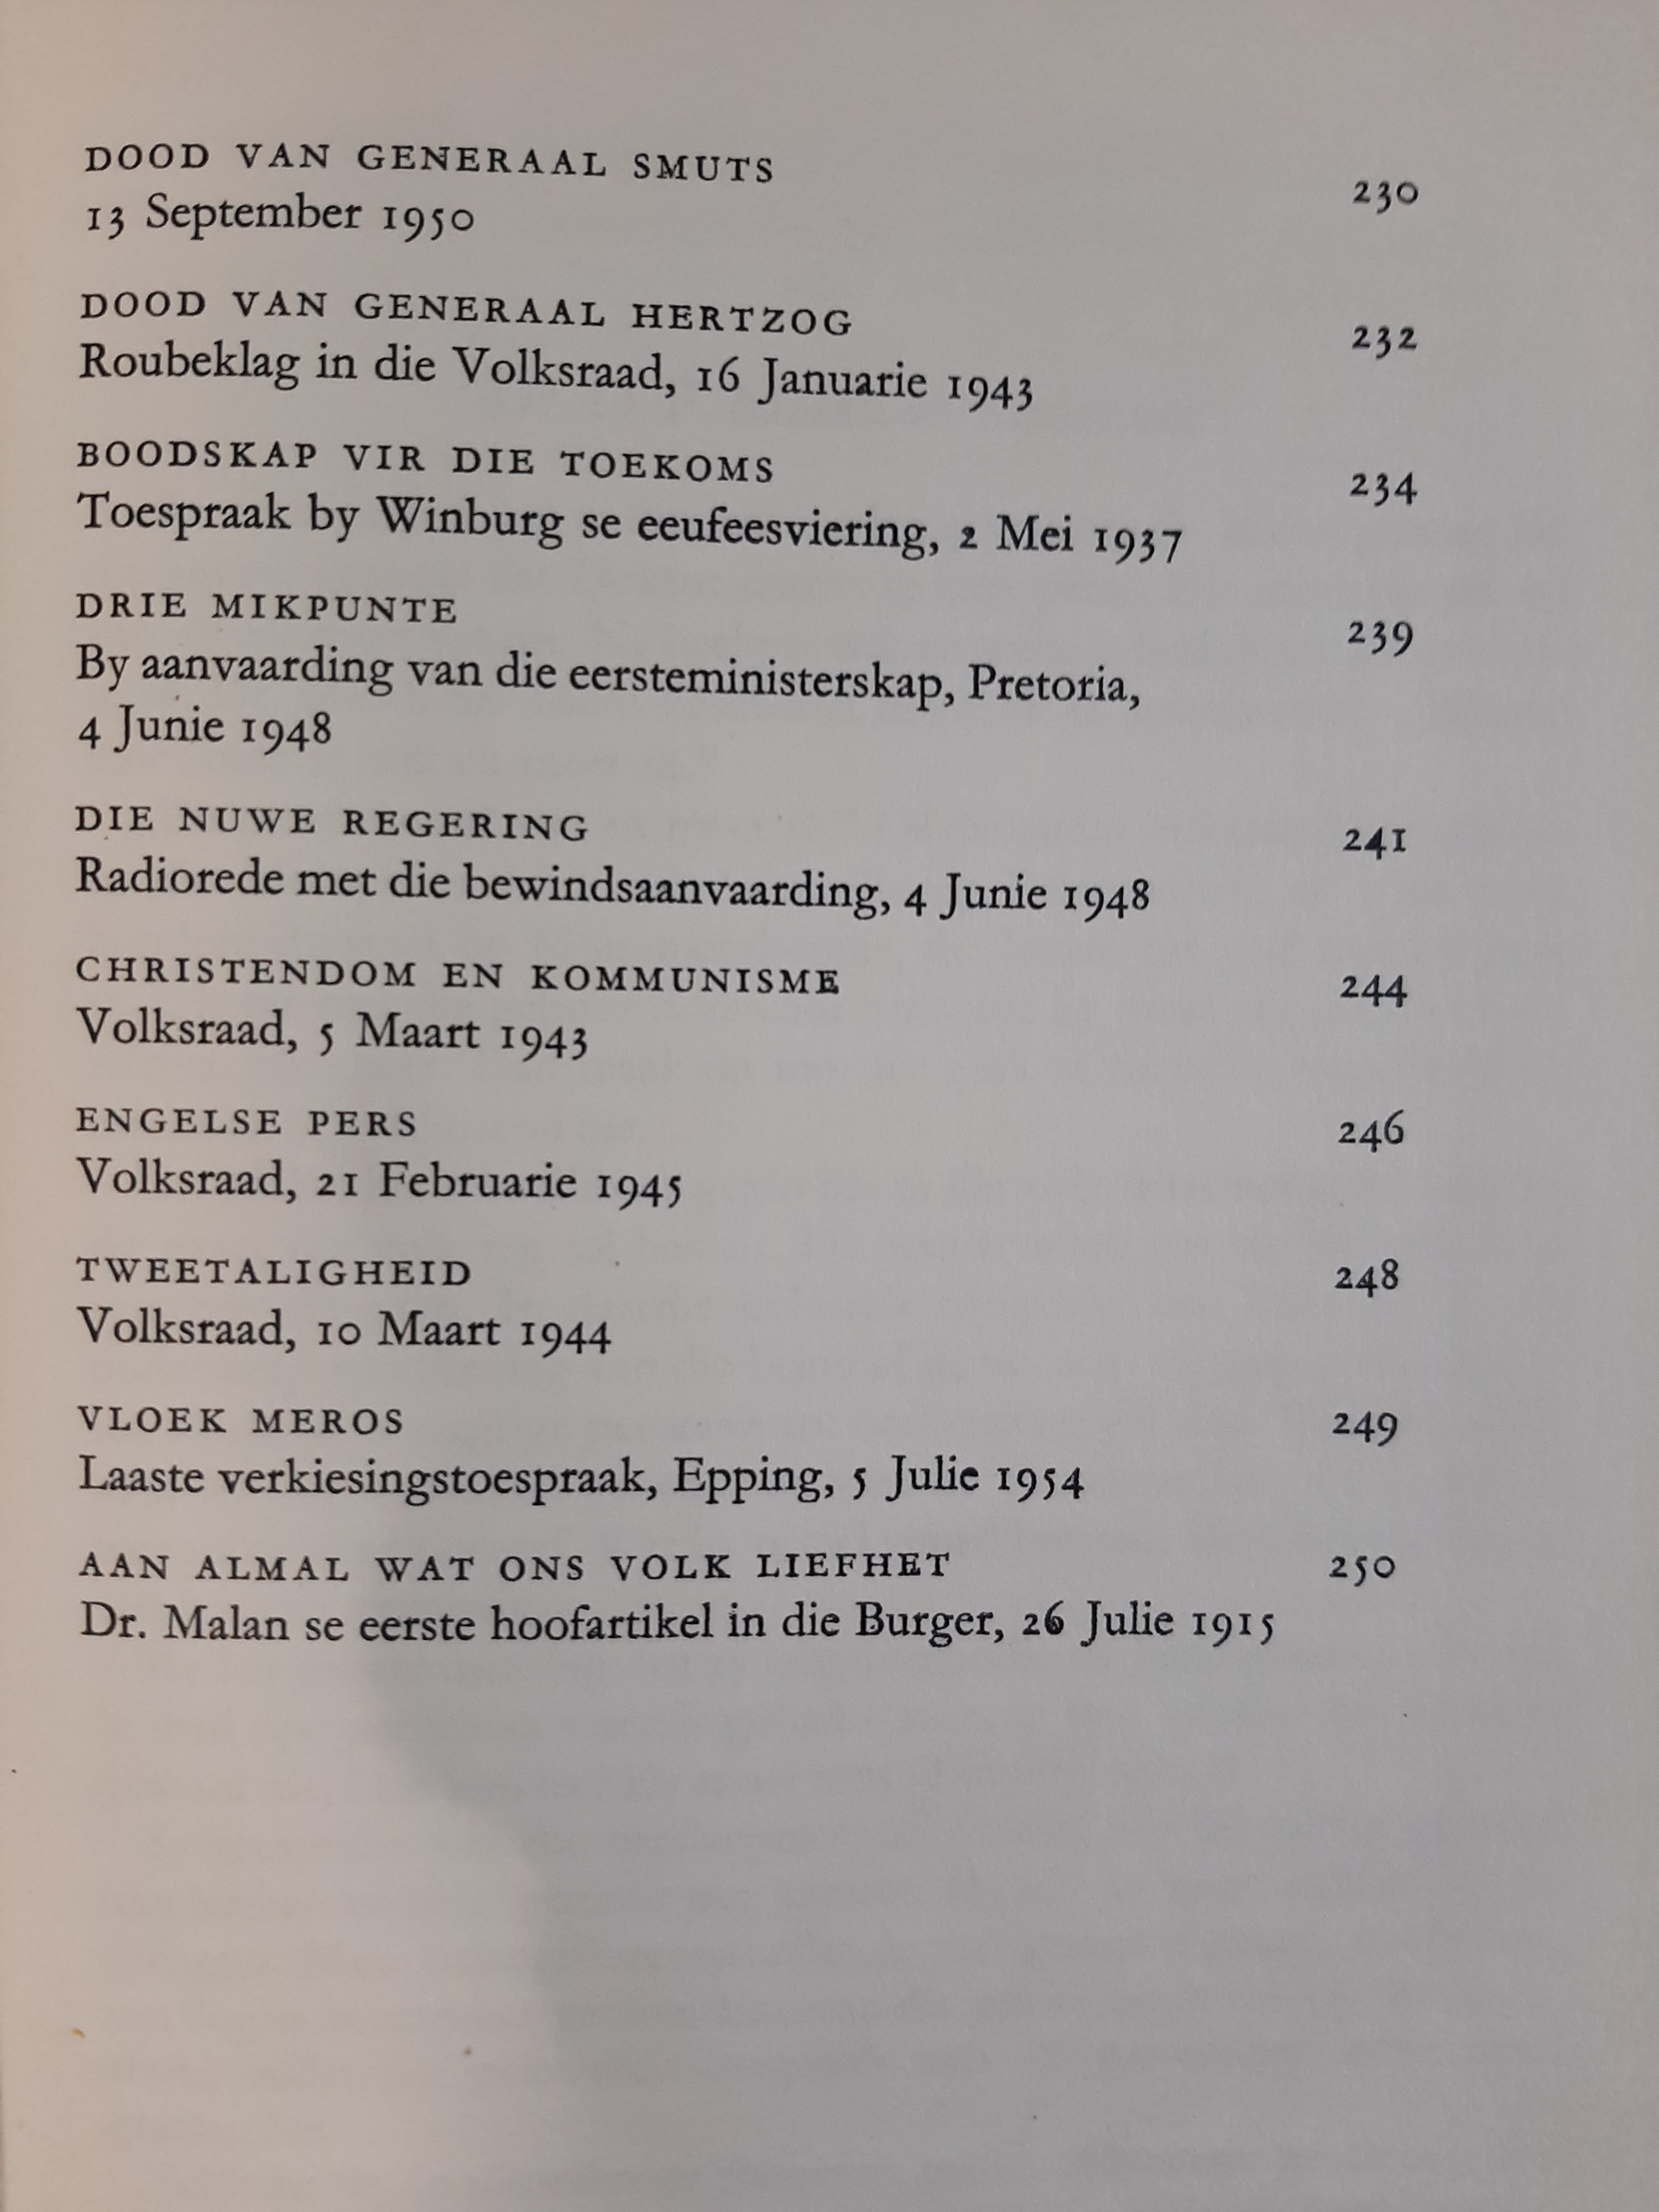 DOOD VAN GENERAAL SMUTS 230
13 September 1950
DOOD VAN GENERAAL HERTZOG 232
Roubeklag in die Volksraad, 16 Januarie 1943
BOODSKAP VIR DIE TOEKOMS 234
Toespraak by Winburg se eeufeesviering, 2 Mei 1937
DRIE MIKPUNTE 239
By aanvaarding van die eersteministerskap, Pretoria,
4 Junie 1948
DIE NUWE REGERING 241
Radiorede met die bewindsaanvaarding, 4 Junie 1948
CHRISTENDOM EN KOMMUNISME 244
Volksraad, 5 Maart 1943
ENGELSE PERS 246
Volksraad, 21 Februarie 1945
TWEETALIGHEID 248
Volksraad, 10 Maart 1944
VLOEK MEROS 249
Laaste verkiesingstoespraak, Epping, 5 Julie 1954
AAN ALMAL WAT ONS VOLK LIEFHET 250
Dr. Malan se eerste hoofartikel in die Burger, 26 Julie 1915